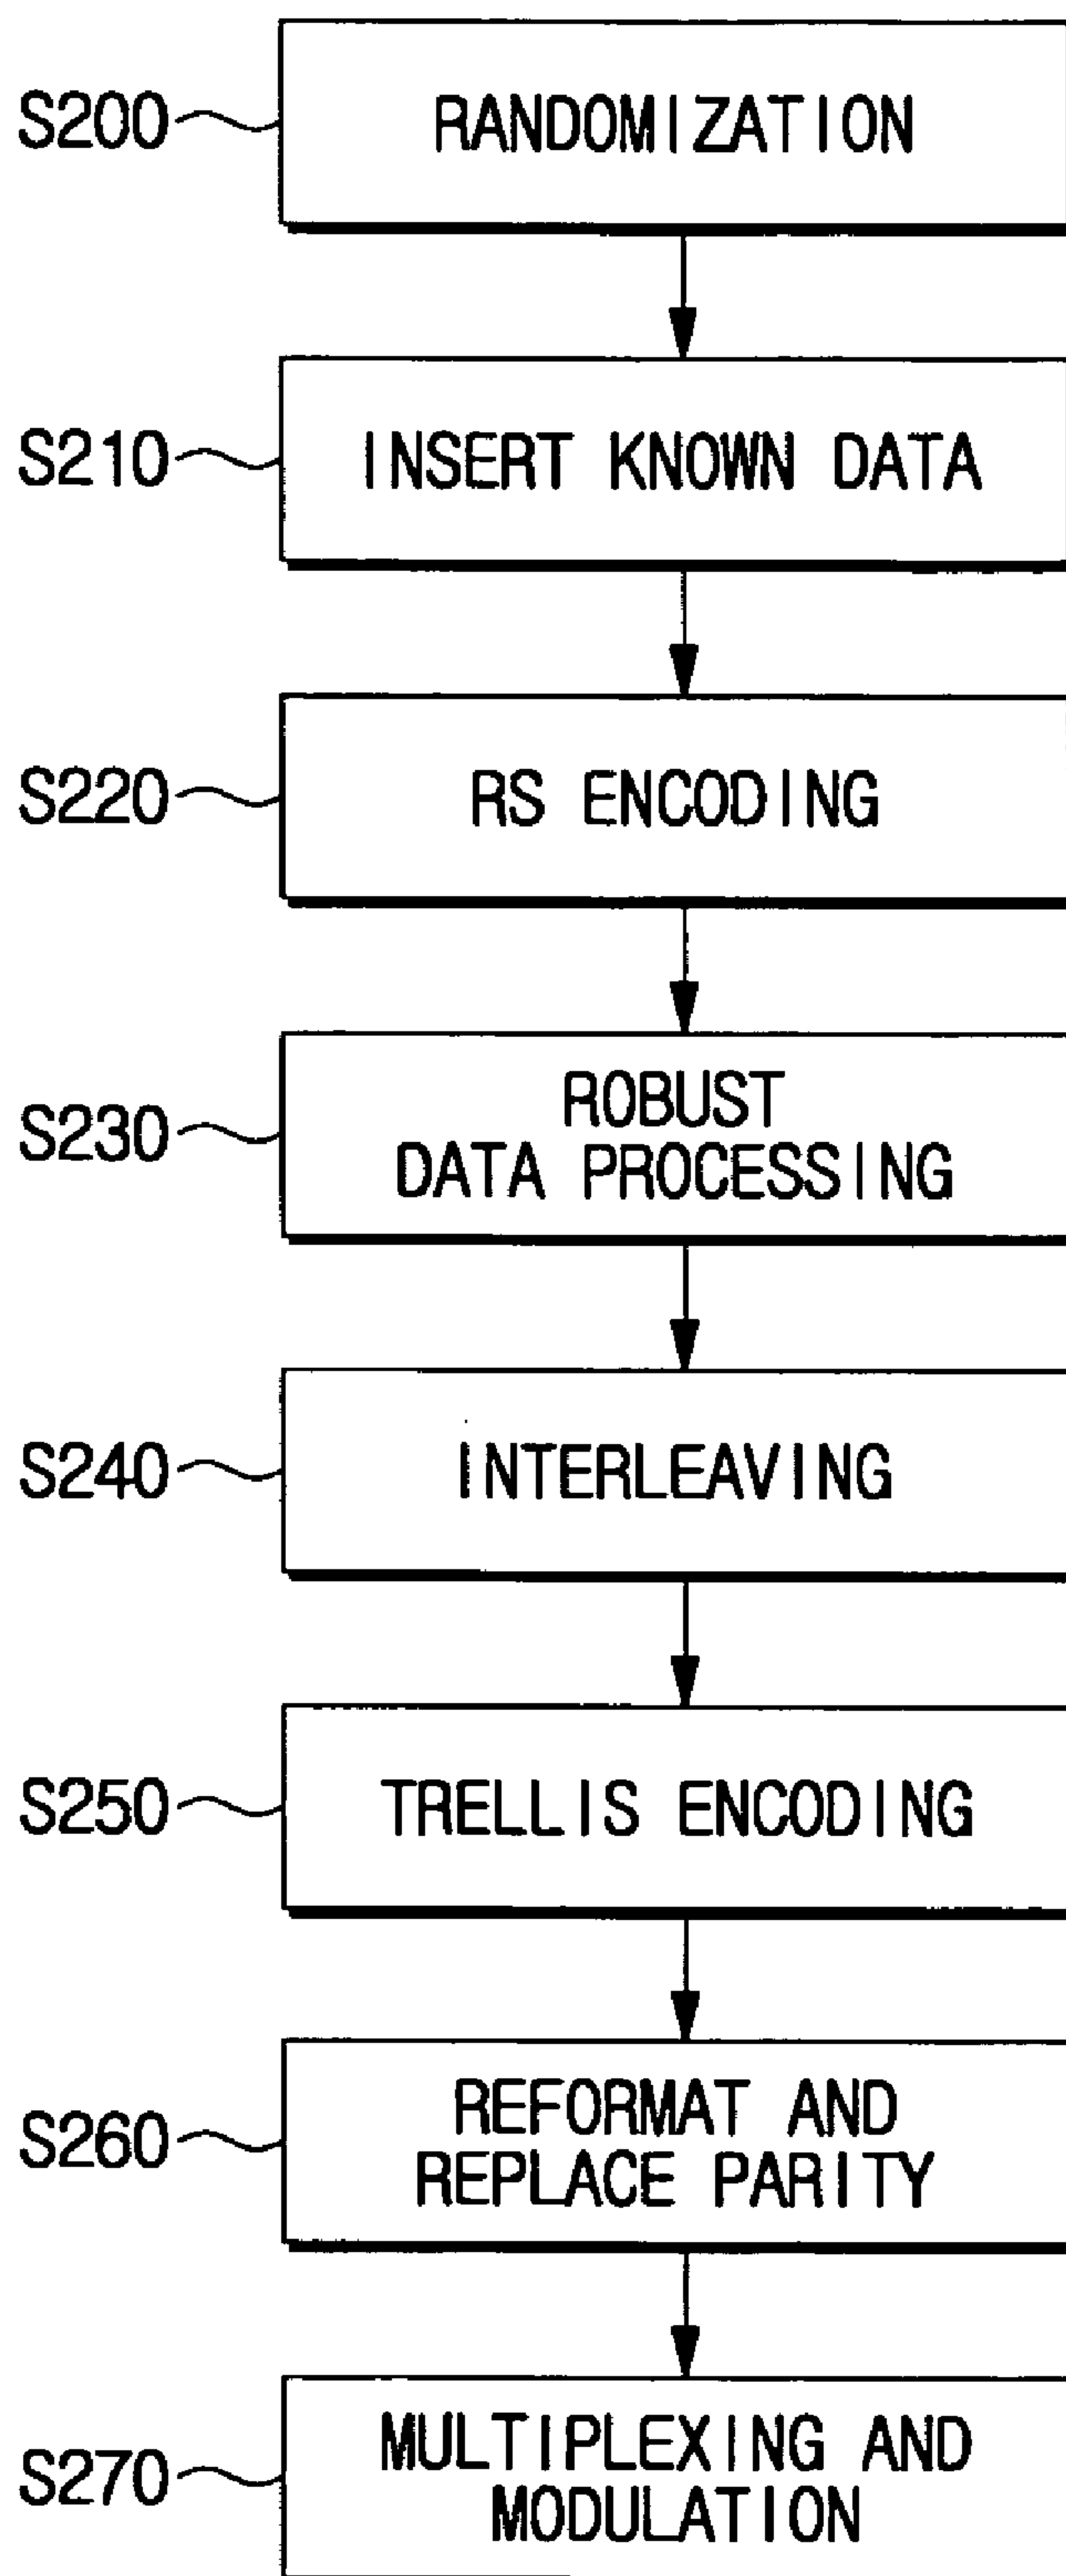 S200
RANDOMIZATION
S210
INSERT KNOWN DATA
S220
RS ENCODING
S230
ROBUST
DATA PROCESSING
S240
INTERLEAVING
S250
TRELLIS ENCODING
S260
REFORMAT AND
REPLACE PARITY
S270
MULTIPLEXING AND
MODULATION